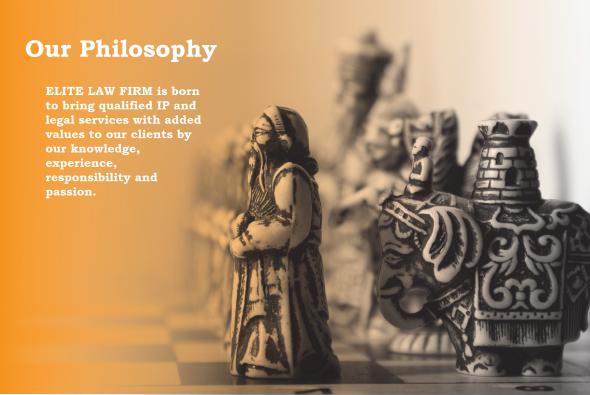 Our Philosophy
ELITE LAW FIRM is born
to bring qualified IP and
legal services with added
values to our clients by
our knowledge,
experience,
responsibility and
passion.